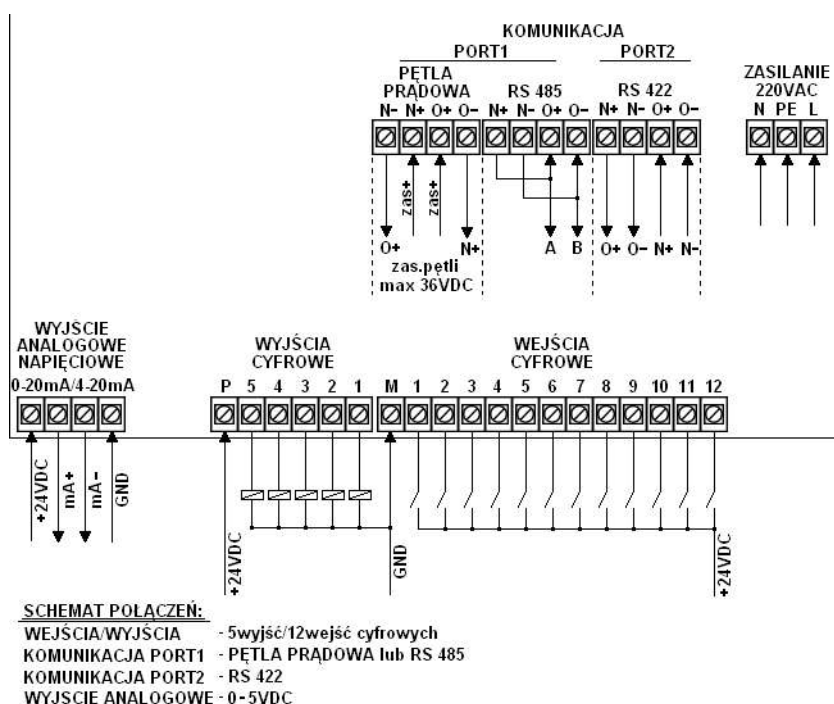 KOMUNIKACJA
PORT1 PORT2
PĘTLA
PRĄDOWA RS 485 RS 422
N- N+ O+ O- N+ N- O+ O- N+ N- O+ O-
ZASILANIE
220VAC
N PE L
zas+ zas+
O+ N+ A B O+ O- N+ N-
zas.pętli
max 36VDC
WYJŚCIE
ANALOGOWE
NAPIĘCIOWE
0-20mA/4-20mA
WYJŚCIA
CYFROWE
P 5 4 3 2 1
WEJŚCIA
CYFROWE
M 1 2 3 4 5 6 7 8 9 10 11 12
+24VDC mA+ mA- GND
+24VDC GND +24VDC
SCHEMAT POŁĄCZEŃ:
WEJŚCIA/WYJŚCIA - 5wyjść/12wejść cyfrowych
KOMUNIKACJA PORT1 - PĘTLA PRĄDOWA lub RS 485
KOMUNIKACJA PORT2 - RS 422
WYJSCIE ANALOGOWE - 0-5VDC